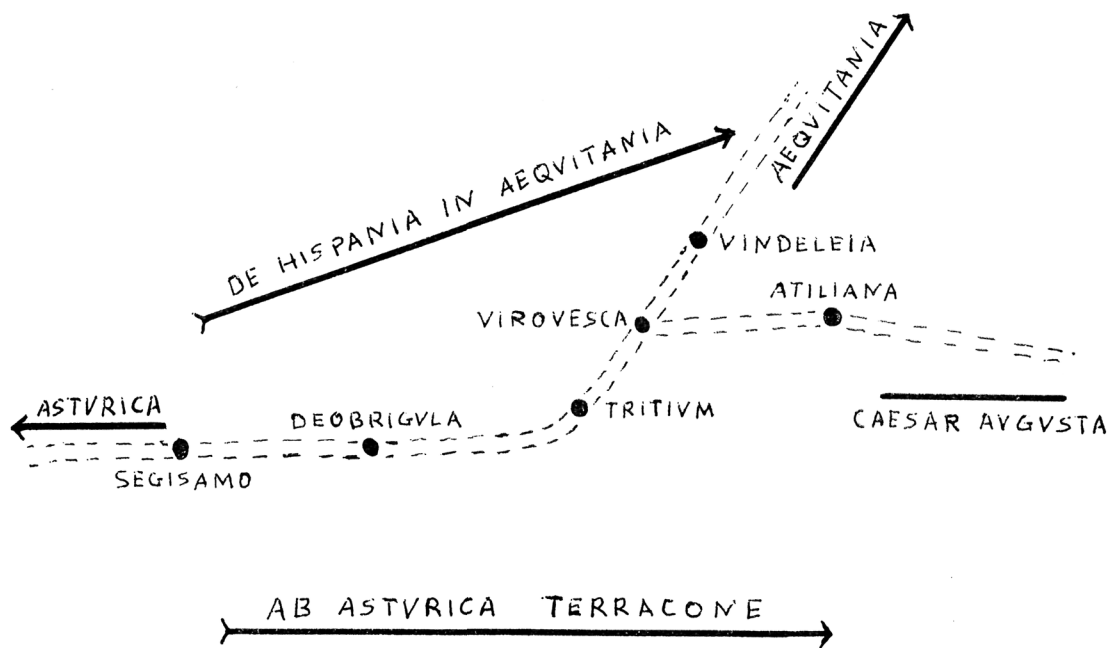 AEQVITANIA
DE HISPANIA IN AEQVITANIA
VINDELEIA
ATILIANA
VIROVESCA
ASTVRICA
DEOBRIGVLA
TRITIVM
CAESAR AVGVSTA
SEGISAMO
AB ASTVRICA TERRACONE